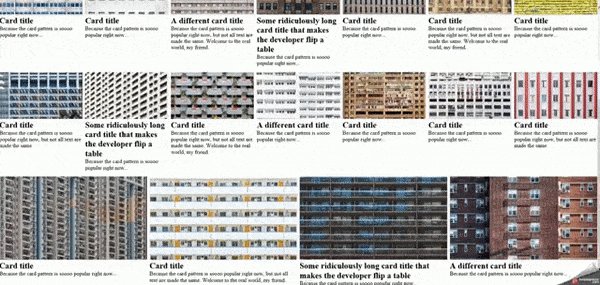 Card title
Because the card pattern is soooo
popular right now...
Card title
Because the card pattern is soooo
popular right now...
A different card title
Because the card pattern is soooo
popular right now, but not all text are
made the same. Welcome to the real
world, my friend.
Some ridiculously long
card title that makes
the developer flip a
table
Because the card pattern is soooo
popular right now...
Card title
Because the card pattern is soooo
popular right now...
Card title
Because the card pattern is soooo
popular right now, but not all text are
made the same. Welcome to the real
world, my friend.
Card title
Because the card pattern is soooo
popular right now...
Card title
Because the card pattern is soooo
popular right now, but not all text are
made the same
Some ridiculously long
card title that makes
the developer flip a
table
Because the card pattern is soooo
popular right now...
Card title
Because the card pattern is soooo
popular right now, but not all text are
made the same. Welcome to the real
world, my friend.
A different card title
Because the card pattern is soooo
popular right now...
Card title
Because the card pattern is soooo
popular right now...
Card title
Because the card pattern is soooo
popular right now...
Card title
Because the card pattern is soooo
popular right now, but not all text are
made the same
Card title
Because the card pattern is soooo popular right now...
Card title
Because the card pattern is soooo popular right now, but not all
text are made the same. Welcome to the real world, my friend.
Some ridiculously long card title that
makes the developer flip a table
Because the card pattern is soooo popular right now...
A different card title
Because the card pattern is soooo popular right now...